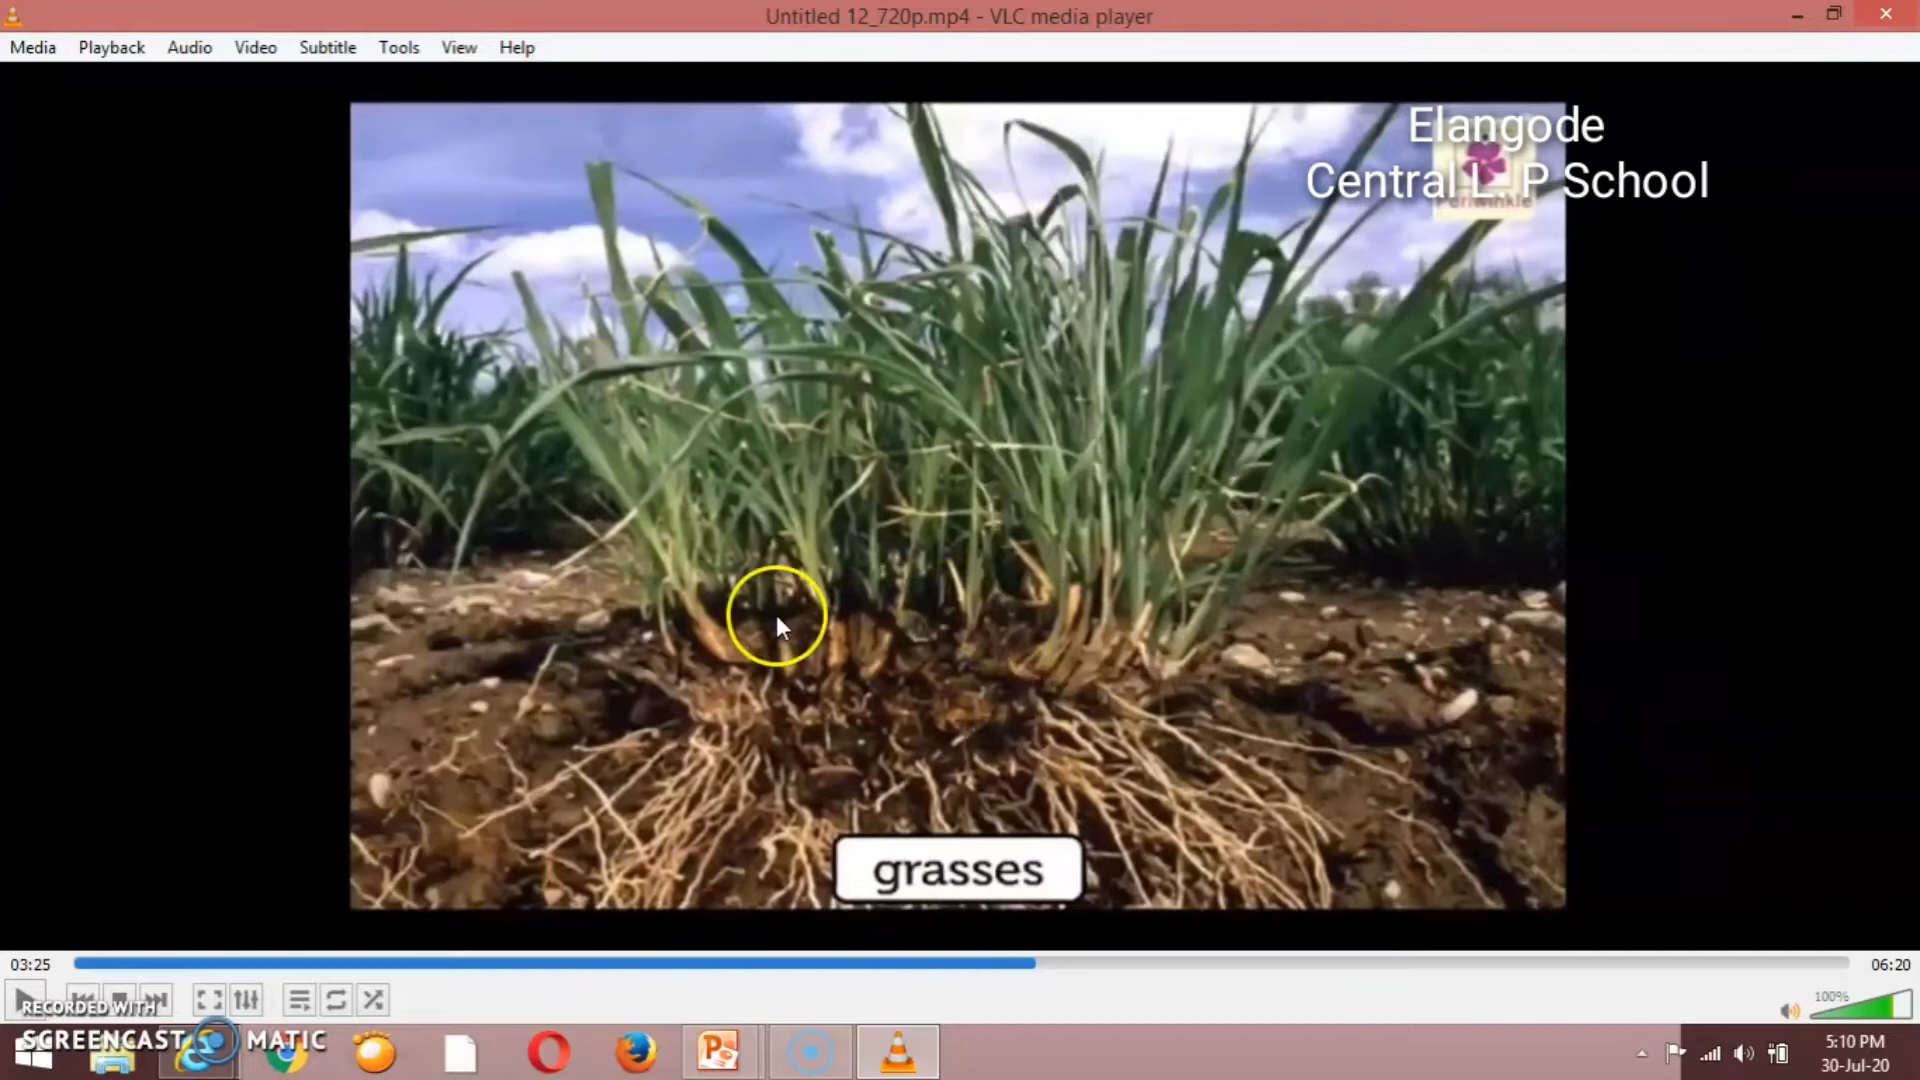 Untitled 12_720p.mp4 - VLC media player
Media Playback Audio Video Subtitle Tools View Help
Elangode
Central L. P School
Periwinkle
grasses
03:25
06:20
100%
RECORDED WITH
SCREENCAST MATIC
5:10 PM
30-Jul-20